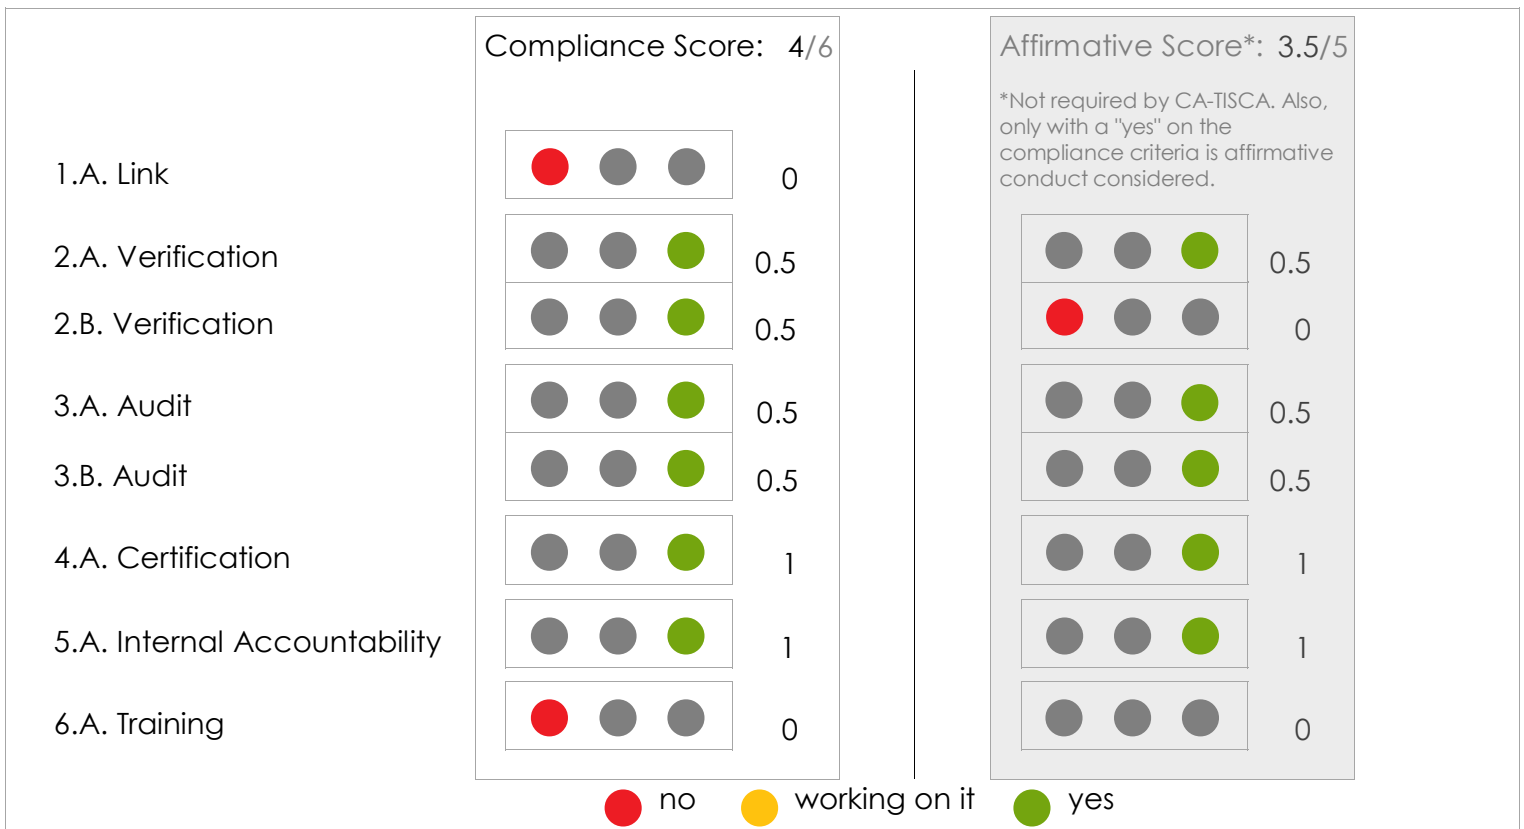 Compliance Score: 4/6
Affirmative Score*: 3.5/5
*Not required by CA-TISCA. Also,
only with a "yes" on the
compliance criteria is affirmative
conduct considered.
1.A. Link 0
2.A. Verification 0.5 0.5
2.B. Verification 0.5 0
3.A. Audit 0.5 0.5
3.B. Audit 0.5 0.5
4.A. Certification 1 1
5.A. Internal Accountability 1 1
6.A. Training 0 0
no working on it yes